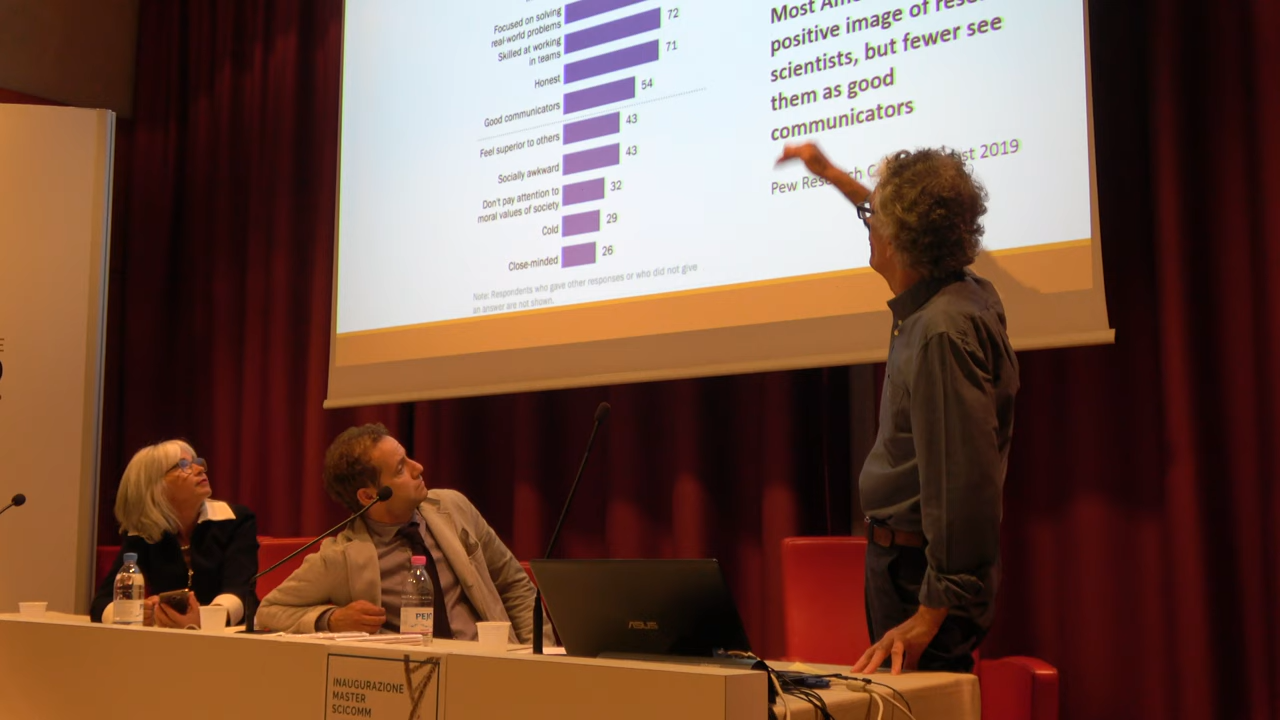 Focused on solving
real-world problems
Skilled at working
in teams
72
Honest
71
Good communicators
54
Feel superior to others
43
Socially awkward
43
Don't pay attention to
moral values of society
32
Cold
29
Close-minded
26
Note: Respondents who gave other responses or who did not give
an answer are not shown.
Most
positive image of
scientists, but fewer see
them as good
communicators
Pew 2019
ASUS
INAUGURAZIONE
MASTER
SCICOMM